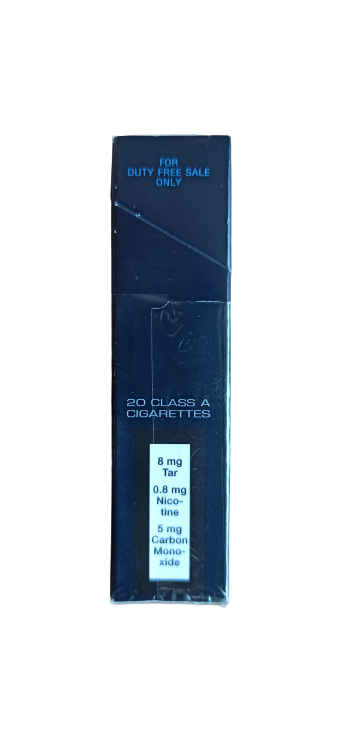 FOR
DUTY FREE SALE
ONLY
20 CLASS A
CIGARETTES
8 mg
Tar
0.8 mg
Nico-
tine
5 mg
Carbon
Mono-
xide